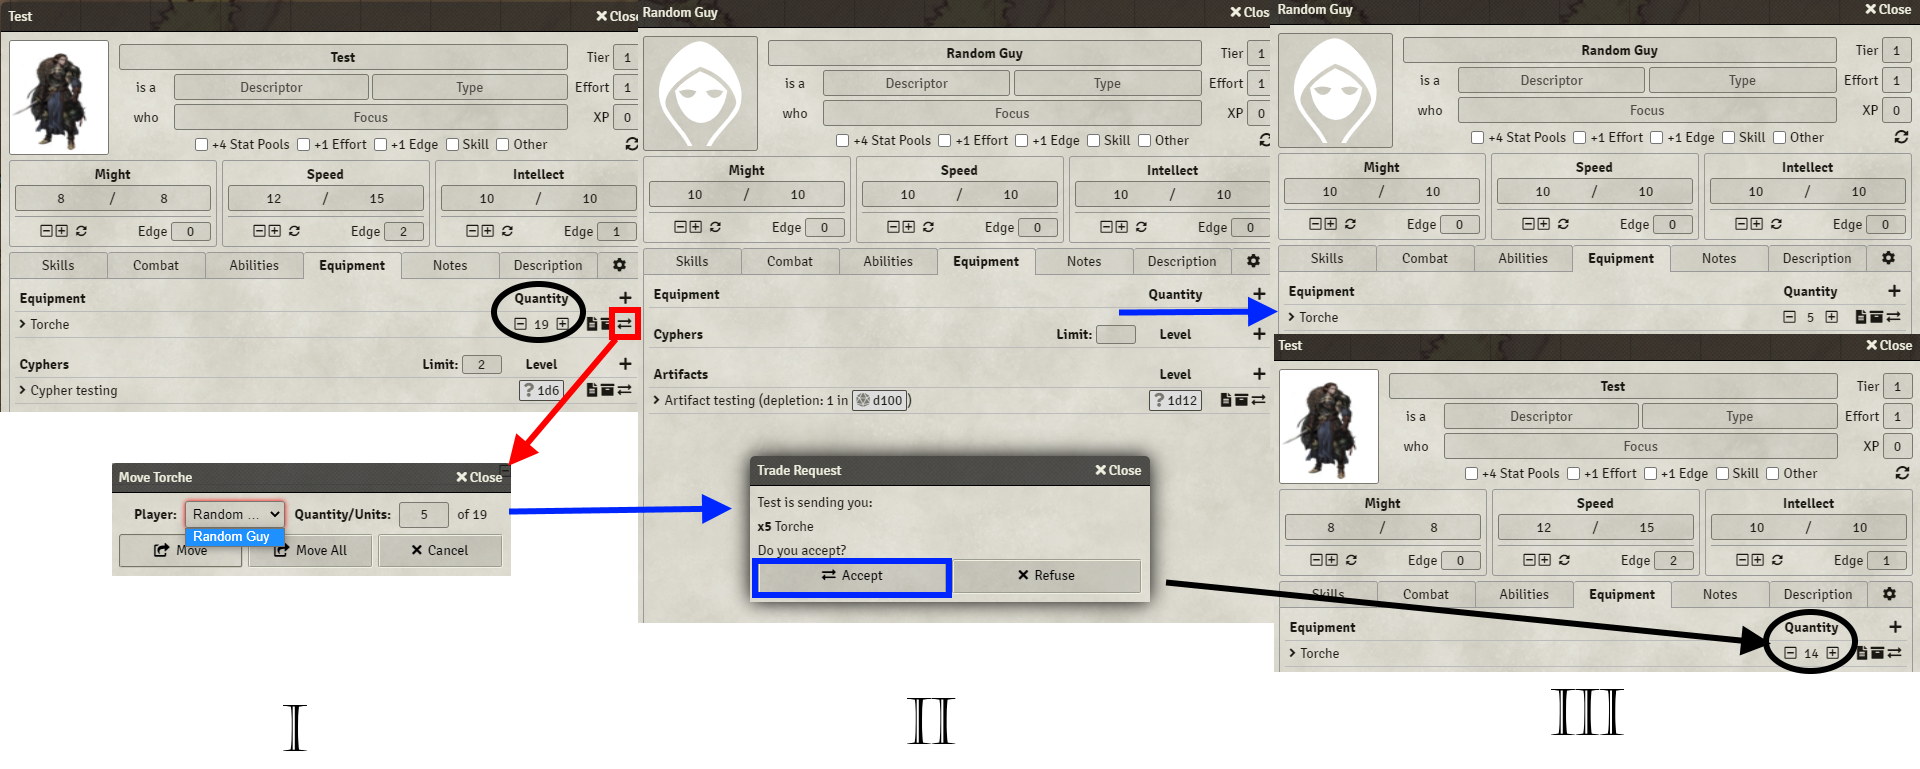 Test
Close
Test
Tier 1
is a Descriptor Type Effort 1
who Focus XP 0
+4 Stat Pools +1 Effort +1 Edge Skill Other
Might Speed Intellect
8 / 8 12 / 15 10 / 10
Edge 0 Edge 2 Edge 1
Skills Combat Abilities Equipment Notes Description
Equipment Quantity
Torche 19
Cyphers Limit: 2 Level
Cypher testing 1d6
Move Torche Close
Player: Random ... Quantity/Units: 5 of 19
Random Guy
Move Move All Cancel
I
Random Guy Close
Random Guy Tier 1
is a Descriptor Type Effort 1
who Focus XP 0
+4 Stat Pools +1 Effort +1 Edge Skill Other
Might Speed Intellect
10 / 10 10 / 10 10 / 10
Edge 0 Edge 0 Edge 0
Skills Combat Abilities Equipment Notes Description
Equipment Quantity
Cyphers Limit: Level
Artifacts Level
Artifact testing (depletion: 1 in d100) 1d12
Trade Request Close
Test is sending you:
x5 Torche
Do you accept?
Accept Refuse
II
Random Guy Close
Random Guy Tier 1
is a Descriptor Type Effort 1
who Focus XP 0
+4 Stat Pools +1 Effort +1 Edge Skill Other
Might Speed Intellect
10 / 10 10 / 10 10 / 10
Edge 0 Edge 0 Edge 0
Skills Combat Abilities Equipment Notes Description
Equipment Quantity
Torche 5
Test Close
Test Tier 1
is a Descriptor Type Effort 1
who Focus XP 0
+4 Stat Pools +1 Effort +1 Edge Skill Other
Might Speed Intellect
8 / 8 12 / 15 10 / 10
Edge 0 Edge 2 Edge 1
Skills Combat Abilities Equipment Notes Description
Equipment Quantity
Torche 14
III